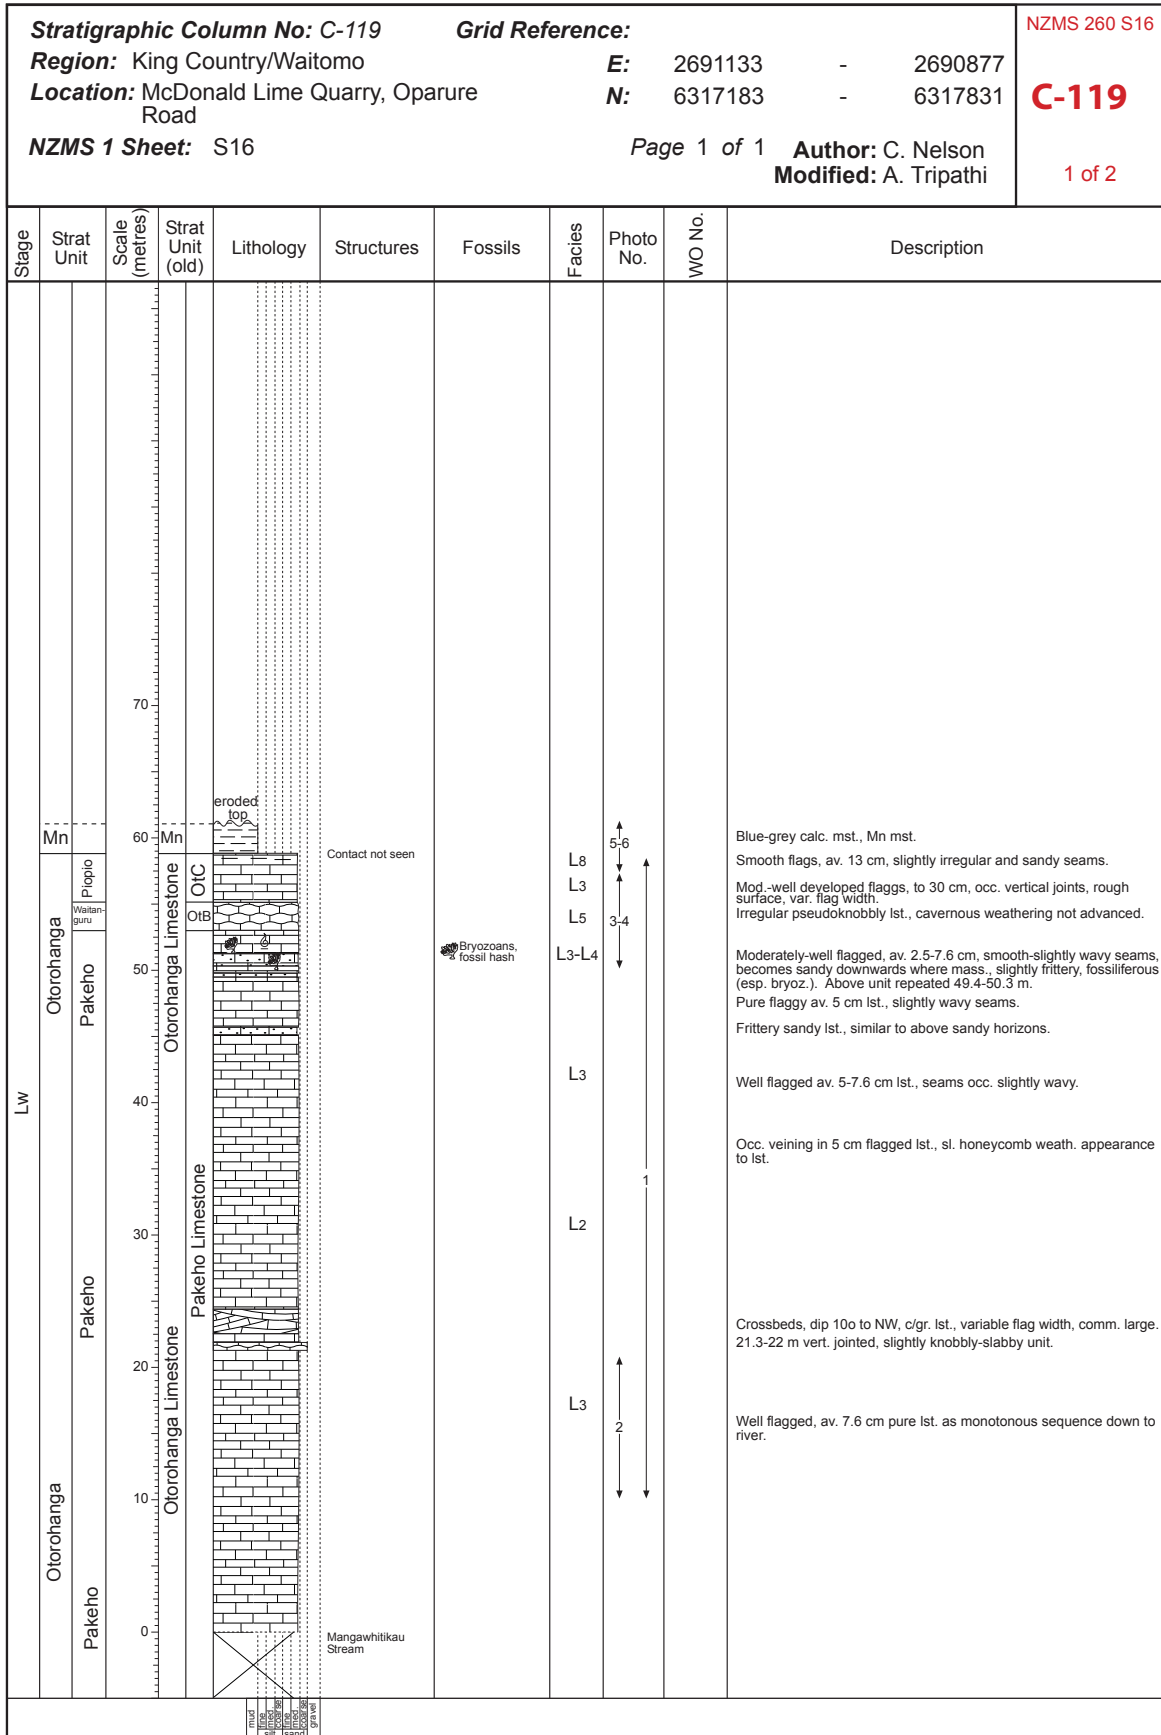 Stratigraphic Column No: C-119 Grid Reference: NZMS 260 S16
Region: King Country/Waitomo E: 2691133 - 2690877
Location: McDonald Lime Quarry, Oparure N: 6317183 - 6317831 C-119
Road
NZMS 1 Sheet: S16 Page 1 of 1 Author: C. Nelson
Modified: A. Tripathi 1 of 2
Stage
Strat
Unit
Scale
(metres)
Strat
Unit
(old)
Lithology
Structures
Fossils
Facies
Photo
No.
WO No.
Description
70
eroded
top
Mn
60
Mn
5-6
Blue-grey calc. mst., Mn mst.
Contact not seen
L8
Smooth flags, av. 13 cm, slightly irregular and sandy seams.
Piopio
OtC
L3
Mod.-well developed flaggs, to 30 cm, occ. vertical joints, rough
surface, var. flag width.
Waitan-
guru
OtB
L5
3-4
Irregular pseudoknobbly lst., cavernous weathering not advanced.
Otorohanga
Pakeho
Otorohanga Limestone
Bryozoans,
fossil hash
L3-L4
Moderately-well flagged, av. 2.5-7.6 cm, smooth-slightly wavy seams,
becomes sandy downwards where mass., slightly frittery, fossiliferous
(esp. bryoz.). Above unit repeated 49.4-50.3 m.
50
Pure flaggy av. 5 cm lst., slightly wavy seams.
Frittery sandy lst., similar to above sandy horizons.
L3
Well flagged av. 5-7.6 cm lst., seams occ. slightly wavy.
Lw
40
Occ. veining in 5 cm flagged lst., sl. honeycomb weath. appearance
to lst.
1
Pakeho Limestone
L2
30
Pakeho
Crossbeds, dip 10o to NW, c/gr. lst., variable flag width, comm. large.
21.3-22 m vert. jointed, slightly knobbly-slabby unit.
20
Otorohanga Limestone
L3
2
Well flagged, av. 7.6 cm pure lst. as monotonous sequence down to
river.
10
Otorohanga
Pakeho
0
Mangawhitikau
Stream
mud
fine
med.
coarse
fine
med.
coarse
gravel
sand